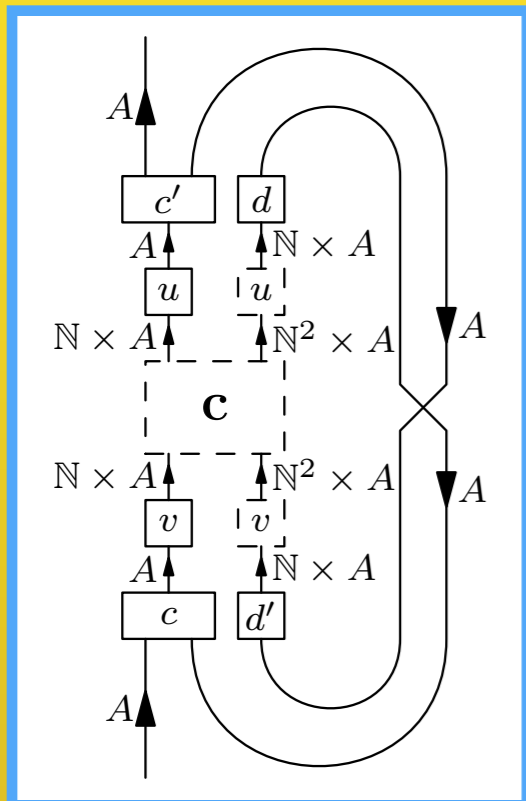 A
c′ d
A ℕ × A
u u
ℕ × A ℕ² × A A
C
ℕ × A ℕ² × A A
v v
A ℕ × A
c d′
A